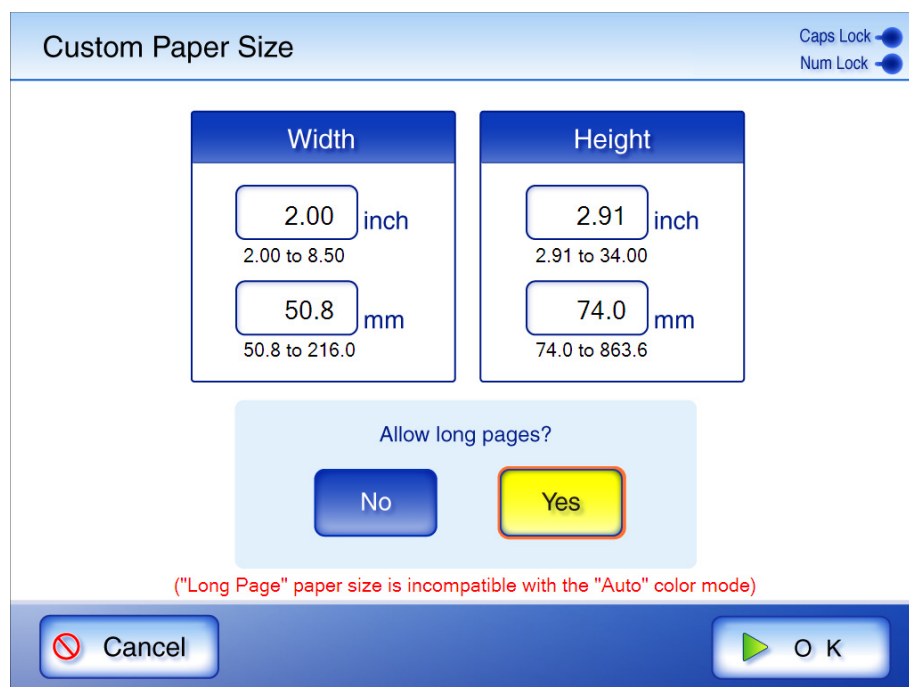 Custom Paper Size
Caps Lock
Num Lock
Width
Height
2.00 inch
2.00 to 8.50
2.91 inch
2.91 to 34.00
50.8 mm
50.8 to 216.0
74.0 mm
74.0 to 863.6
Allow long pages?
No
Yes
("Long Page" paper size is incompatible with the "Auto" color mode)
Cancel
O K